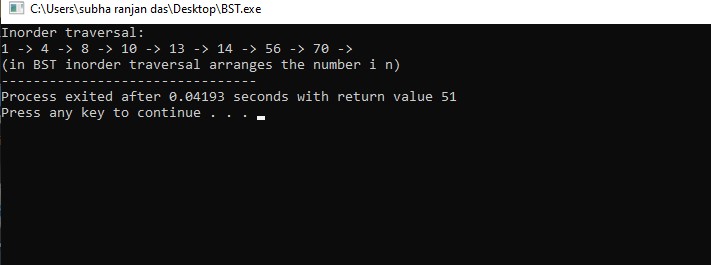 C:\Users\subha ranjan das\Desktop\BST.exe
Inorder traversal:
1 -> 4 -> 8 -> 10 -> 13 -> 14 -> 56 -> 70 ->
(in BST inorder traversal arranges the number i n)
--------------------------------
Process exited after 0.04193 seconds with return value 51
Press any key to continue . . .